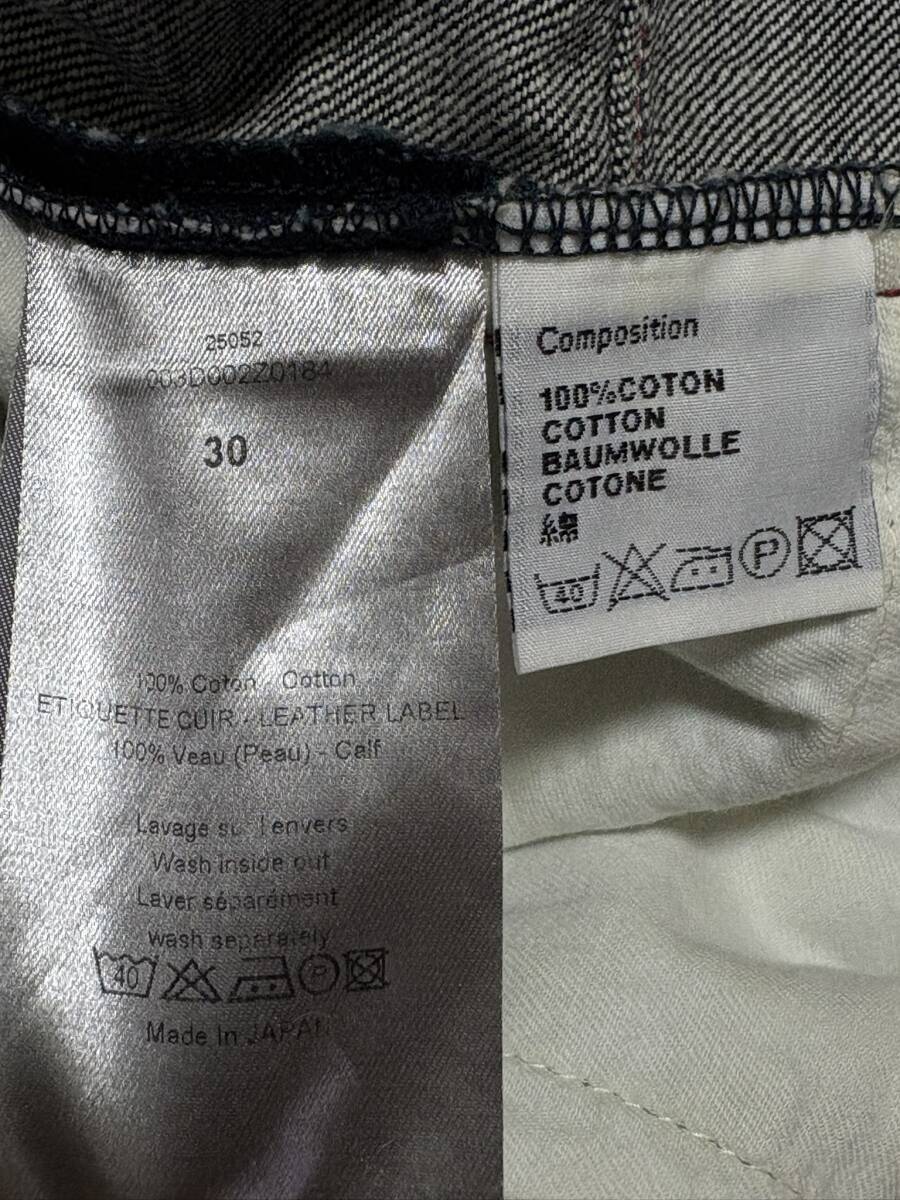 25052
003D002Z0184
30
100% Coton - Cotton
ETIQUETTE CUIR - LEATHER LABEL
100% Veau (Peau) - Calf
Lavage sur l'envers
Wash inside out
Laver séparément
wash separately
40
P
Made In JAPAN
Composition
100%COTON
COTTON
BAUMWOLLE
COTONE
綿
40
P